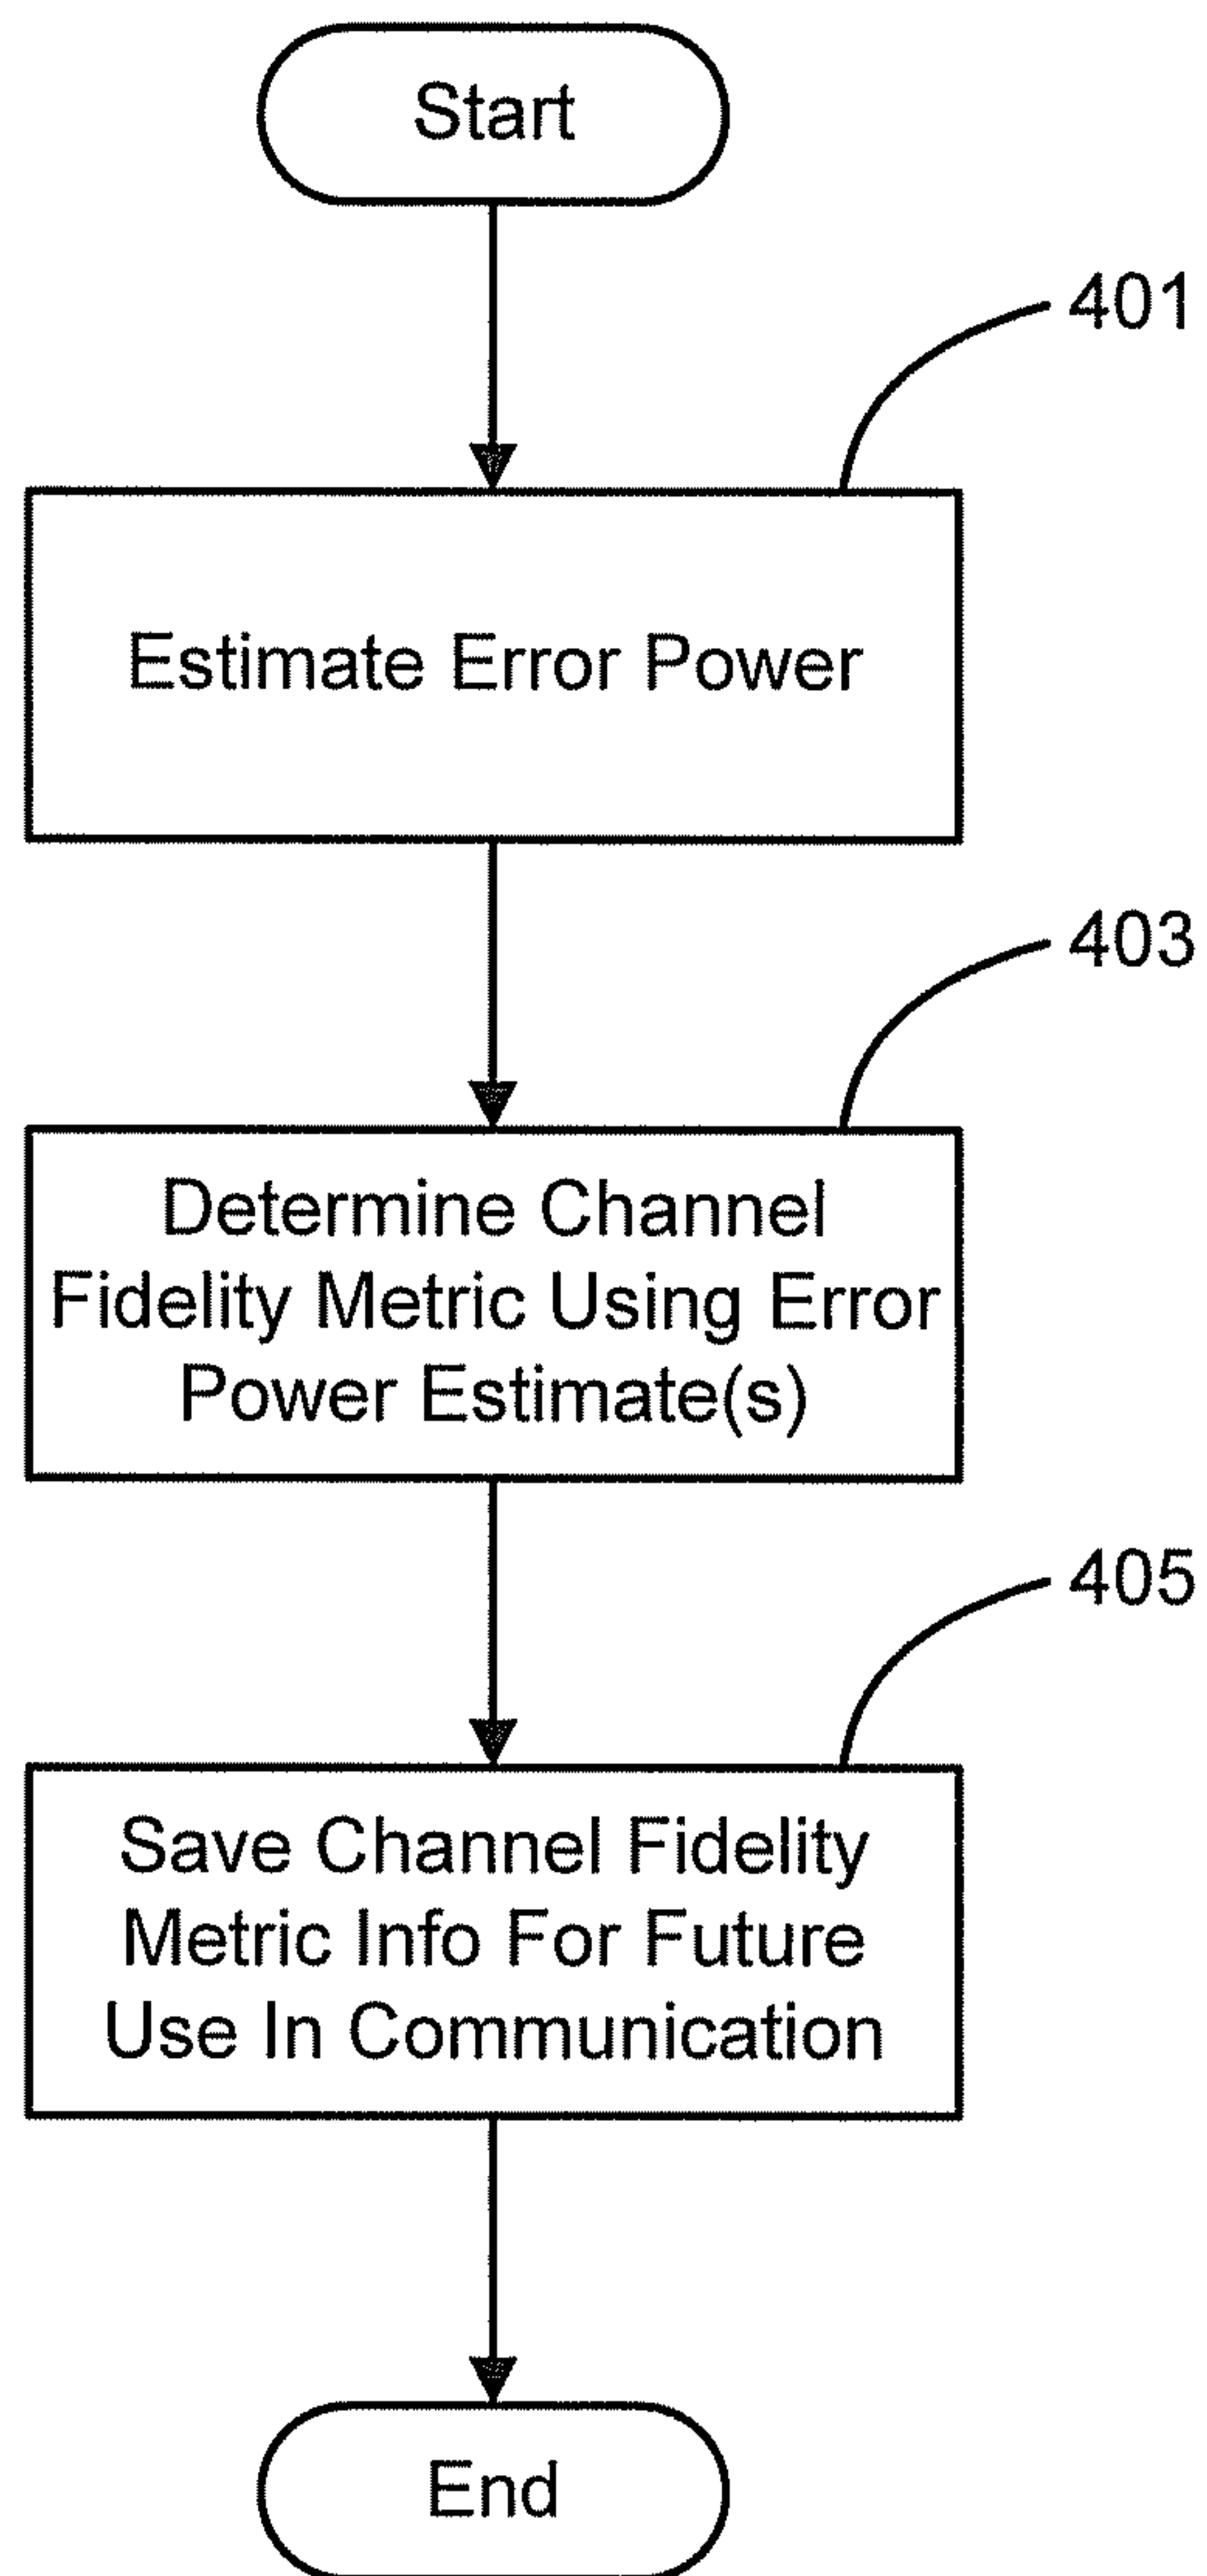 Start
401
Estimate Error Power
403
Determine Channel
Fidelity Metric Using Error
Power Estimate(s)
405
Save Channel Fidelity
Metric Info For Future
Use In Communication
End